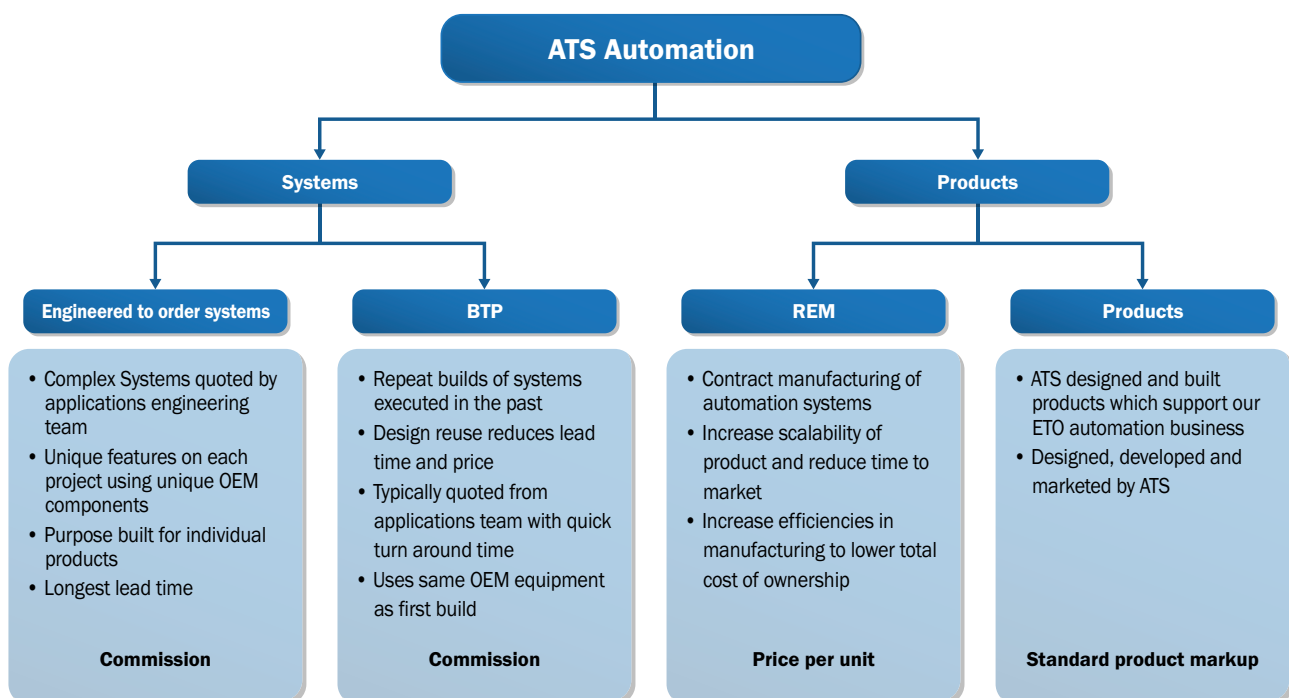 ATS Automation
Systems
Products
Engineered to order systems
BTP
REM
Products
• Complex Systems quoted by
applications engineering
team
• Unique features on each
project using unique OEM
components
• Purpose built for individual
products
• Longest lead time
Commission
• Repeat builds of systems
executed in the past
• Design reuse reduces lead
time and price
• Typically quoted from
applications team with quick
turn around time
• Uses same OEM equipment
as first build
Commission
• Contract manufacturing of
automation systems
• Increase scalability of
product and reduce time to
market
• Increase efficiencies in
manufacturing to lower total
cost of ownership
Price per unit
• ATS designed and built
products which support our
ETO automation business
• Designed, developed and
marketed by ATS
Standard product markup